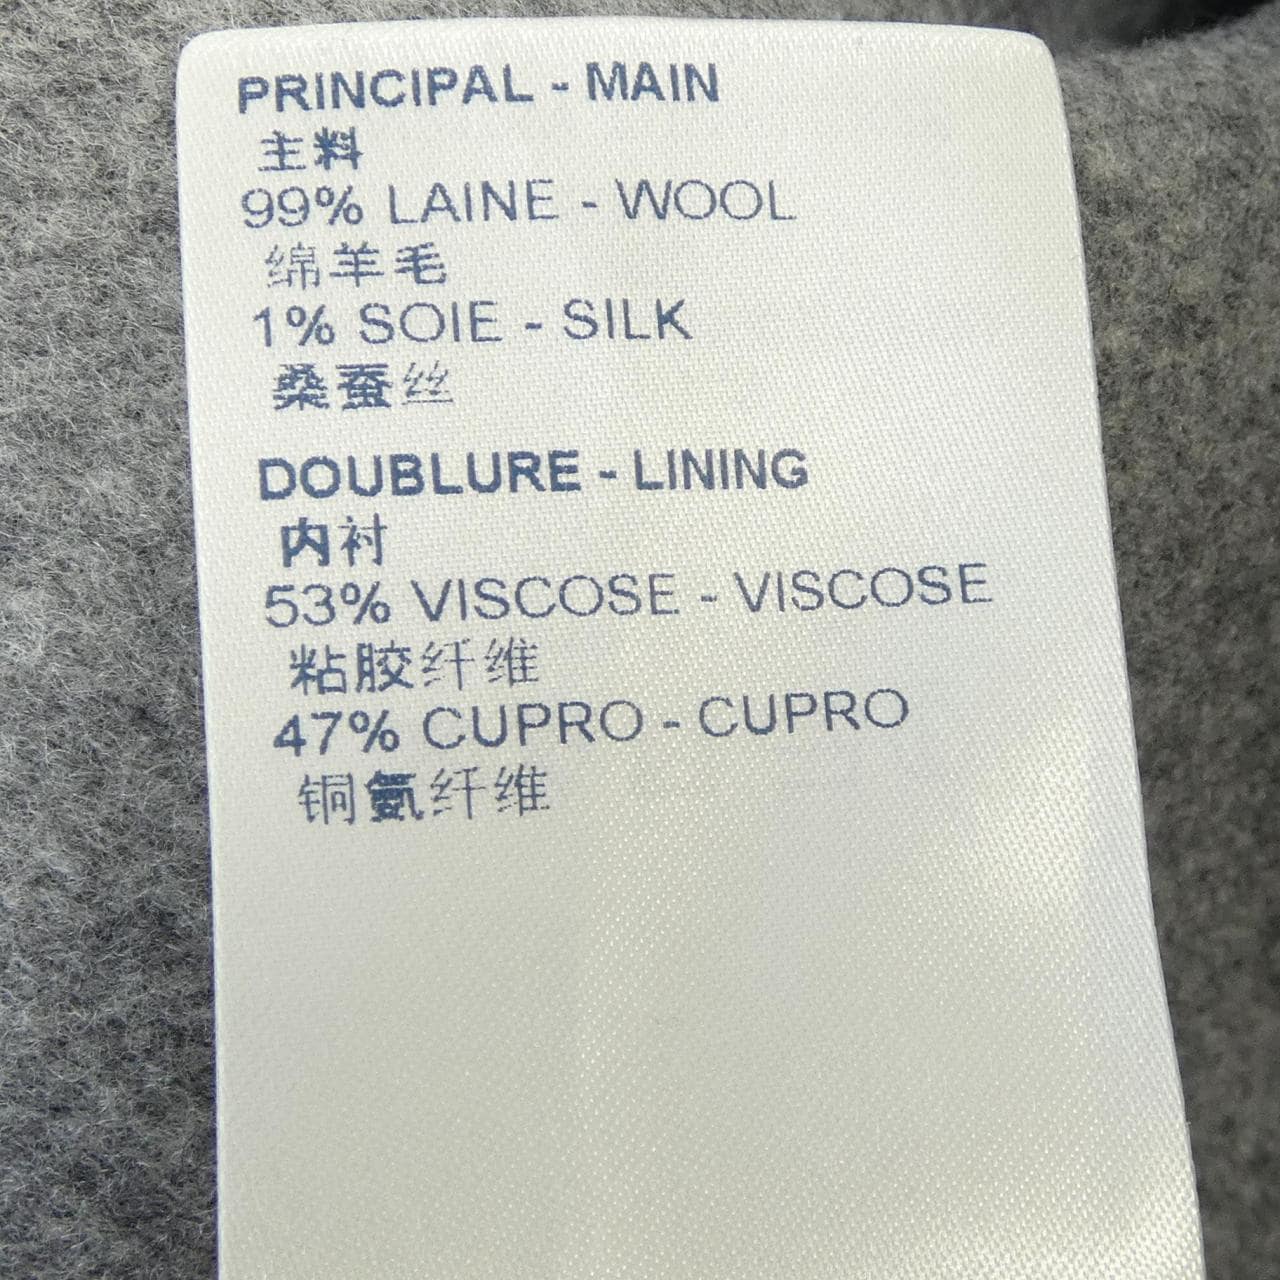 PRINCIPAL - MAIN
主料
99% LAINE - WOOL
绵羊毛
1% SOIE - SILK
桑蚕丝
DOUBLURE - LINING
内衬
53% VISCOSE - VISCOSE
粘胶纤维
47% CUPRO - CUPRO
铜氨纤维